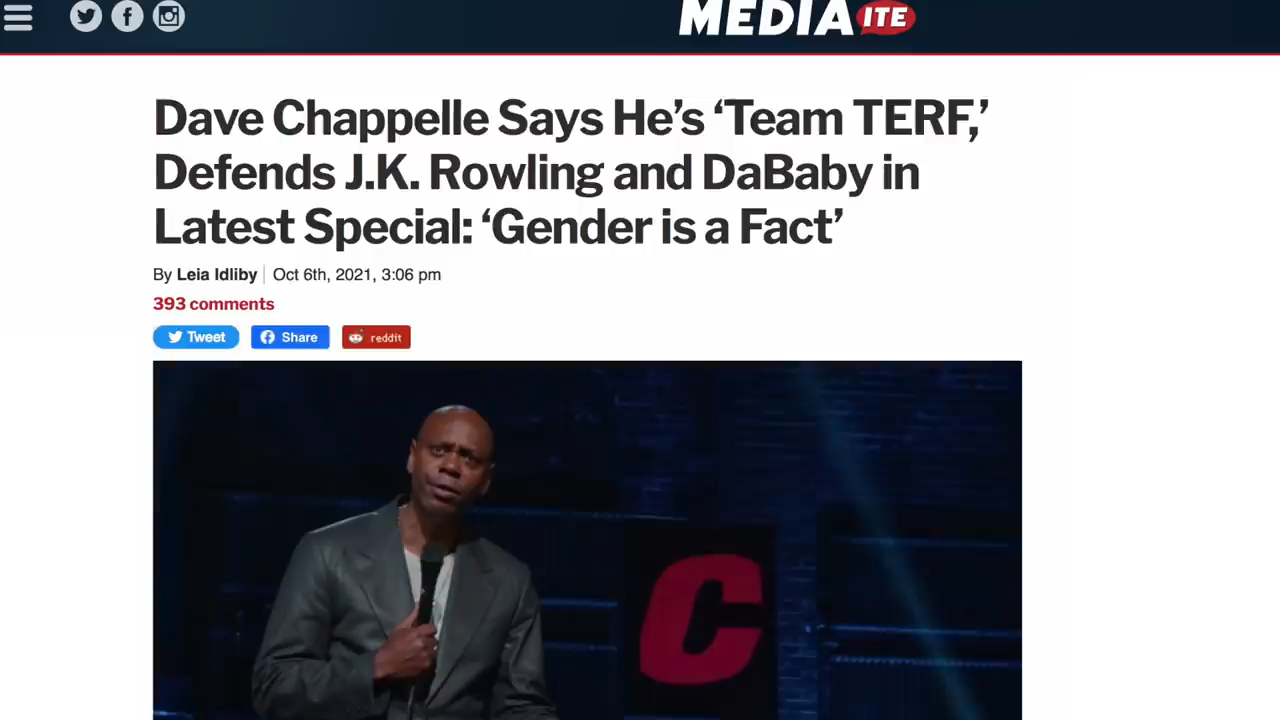 MEDIAITE
Dave Chappelle Says He's ‘Team TERF,’
Defends J.K. Rowling and DaBaby in
Latest Special: ‘Gender is a Fact’
By Leia Idliby | Oct 6th, 2021, 3:06 pm
393 comments
Tweet Share reddit
C